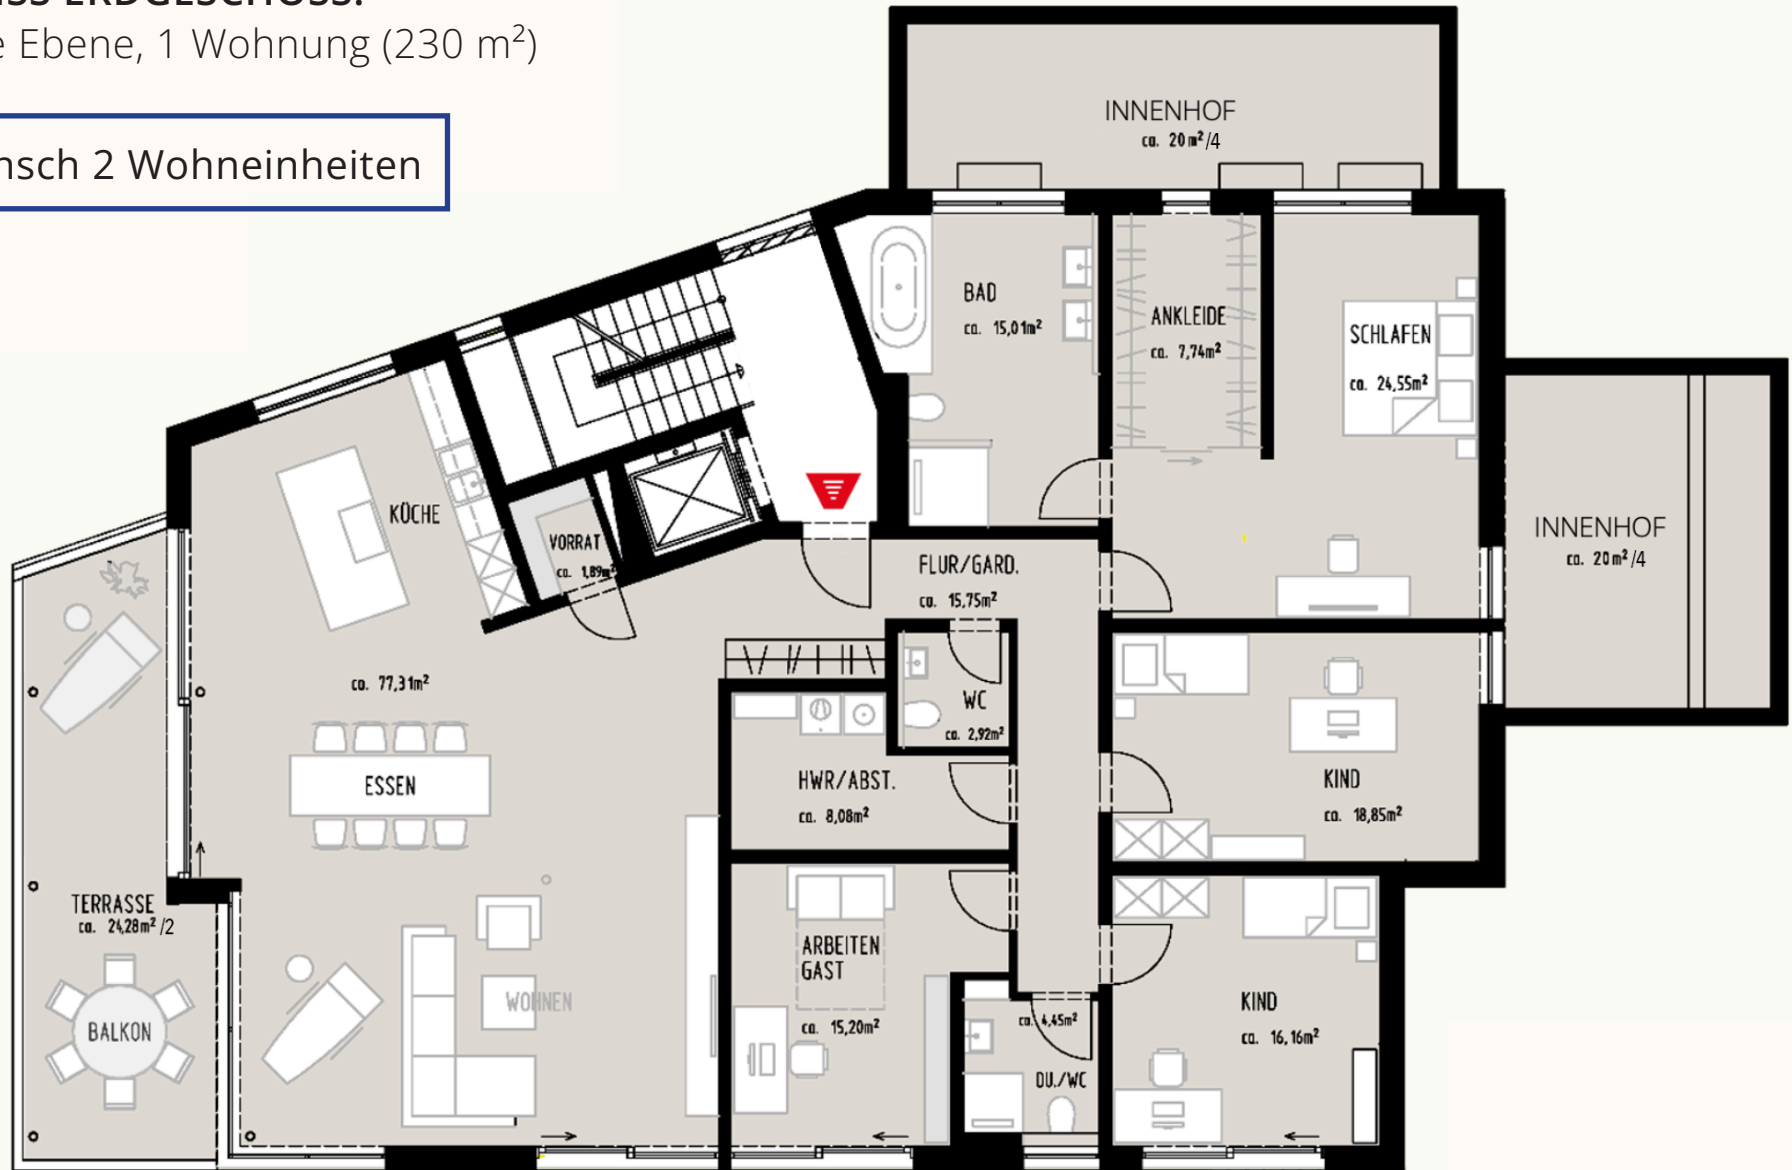 ISS ERDGESCHOSS:
e Ebene, 1 Wohnung (230 m²)
nsch 2 Wohneinheiten
INNENHOF
ca. 20m²/4
BAD
ca. 15,01m²
ANKLEIDE
ca. 7,74m²
SCHLAFEN
ca. 24,55m²
INNENHOF
ca. 20m²/4
KÜCHE
VORRAT
ca. 1,89m²
FLUR/GARD.
ca. 15,75m²
ca. 77,31m²
WC
ca. 2,92m²
ESSEN
HWR/ABST.
ca. 8,08m²
KIND
ca. 18,85m²
TERRASSE
ca. 24,28m²/2
BALKON
WOHNEN
ARBEITEN
GAST
ca. 15,20m²
ca. 4,45m²
DU./WC
KIND
ca. 16,16m²